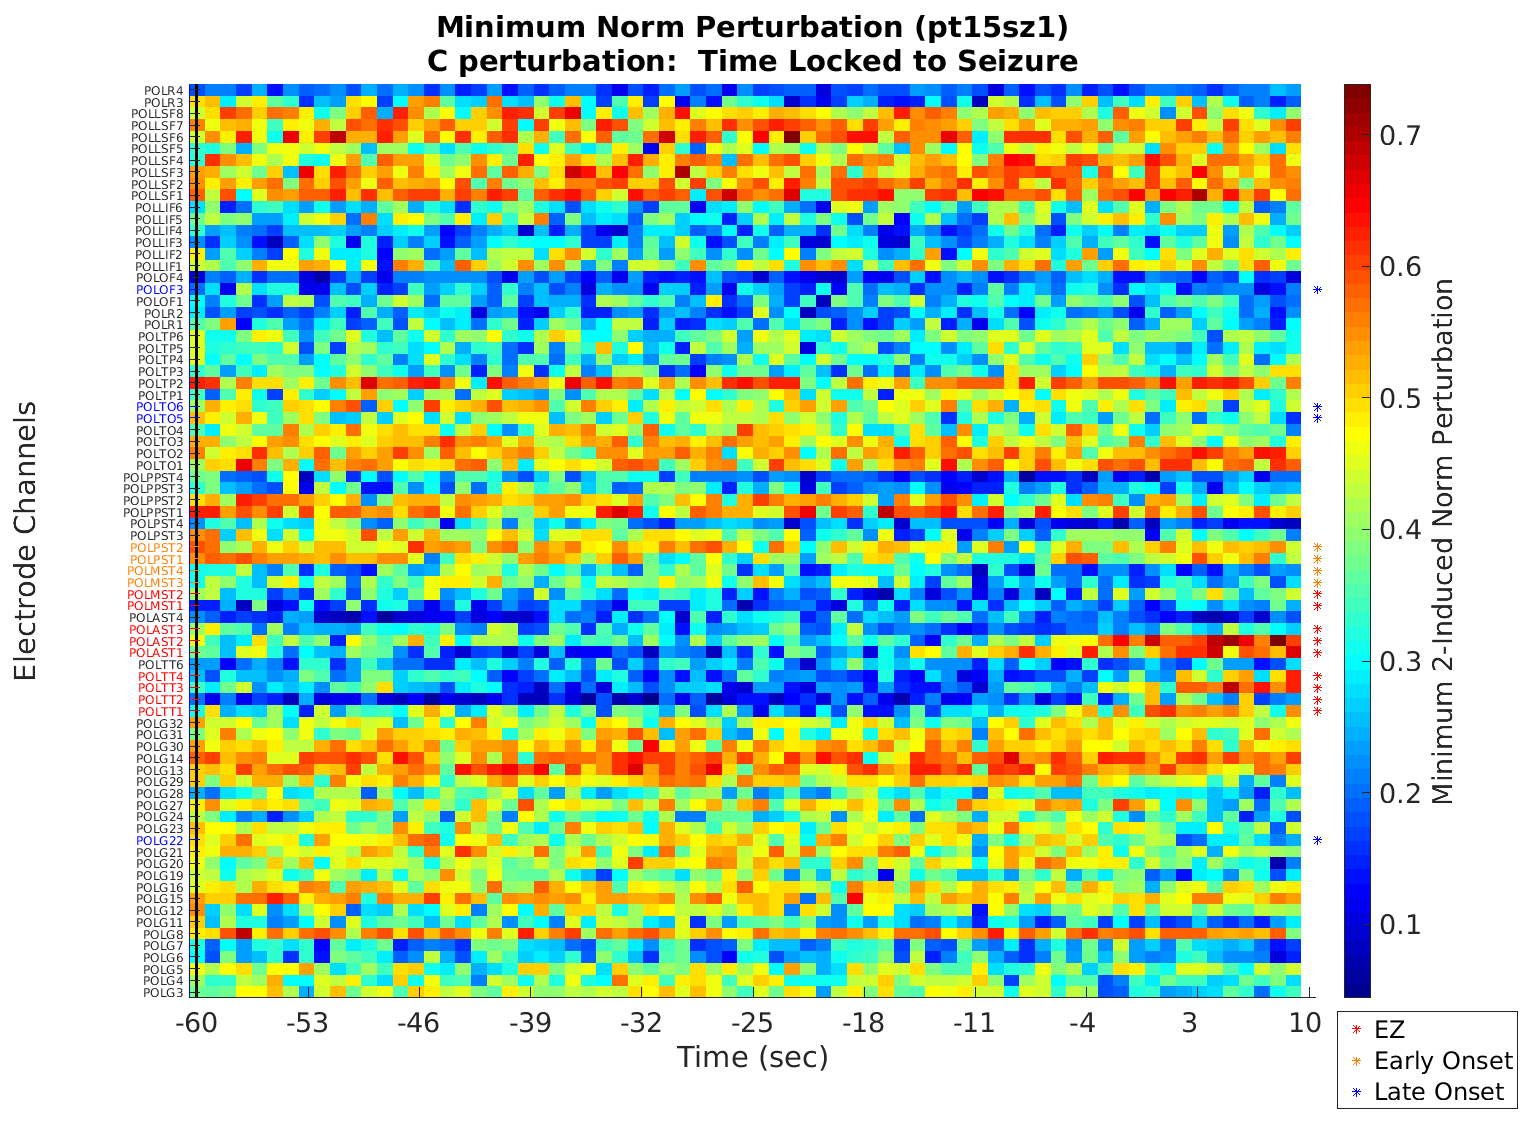 Minimum Norm Perturbation (pt15sz1)
C perturbation:  Time Locked to Seizure
Electrode Channels
POLR4
POLR3
POLLSF8
POLLSF7
POLLSF6
POLLSF5
POLLSF4
POLLSF3
POLLSF2
POLLSF1
POLLIF6
POLLIF5
POLLIF4
POLLIF3
POLLIF2
POLLIF1
POLOF4
POLOF3
POLOF1
POLR2
POLR1
POLTP6
POLTP5
POLTP4
POLTP3
POLTP2
POLTP1
POLTO6
POLTO5
POLTO4
POLTO3
POLTO2
POLTO1
POLPPST4
POLPPST3
POLPPST2
POLPPST1
POLPST4
POLPST3
POLPST2
POLPST1
POLMST4
POLMST3
POLMST2
POLMST1
POLAST4
POLAST3
POLAST2
POLAST1
POLTT6
POLTT4
POLTT3
POLTT2
POLTT1
POLG32
POLG31
POLG30
POLG14
POLG13
POLG29
POLG28
POLG27
POLG24
POLG23
POLG22
POLG21
POLG20
POLG19
POLG16
POLG15
POLG12
POLG11
POLG8
POLG7
POLG6
POLG5
POLG4
POLG3
-60 -53 -46 -39 -32 -25 -18 -11 -4 3 10
Time (sec)
0.7
0.6
0.5
0.4
0.3
0.2
0.1
Minimum 2-Induced Norm Perturbation
EZ
Early Onset
Late Onset